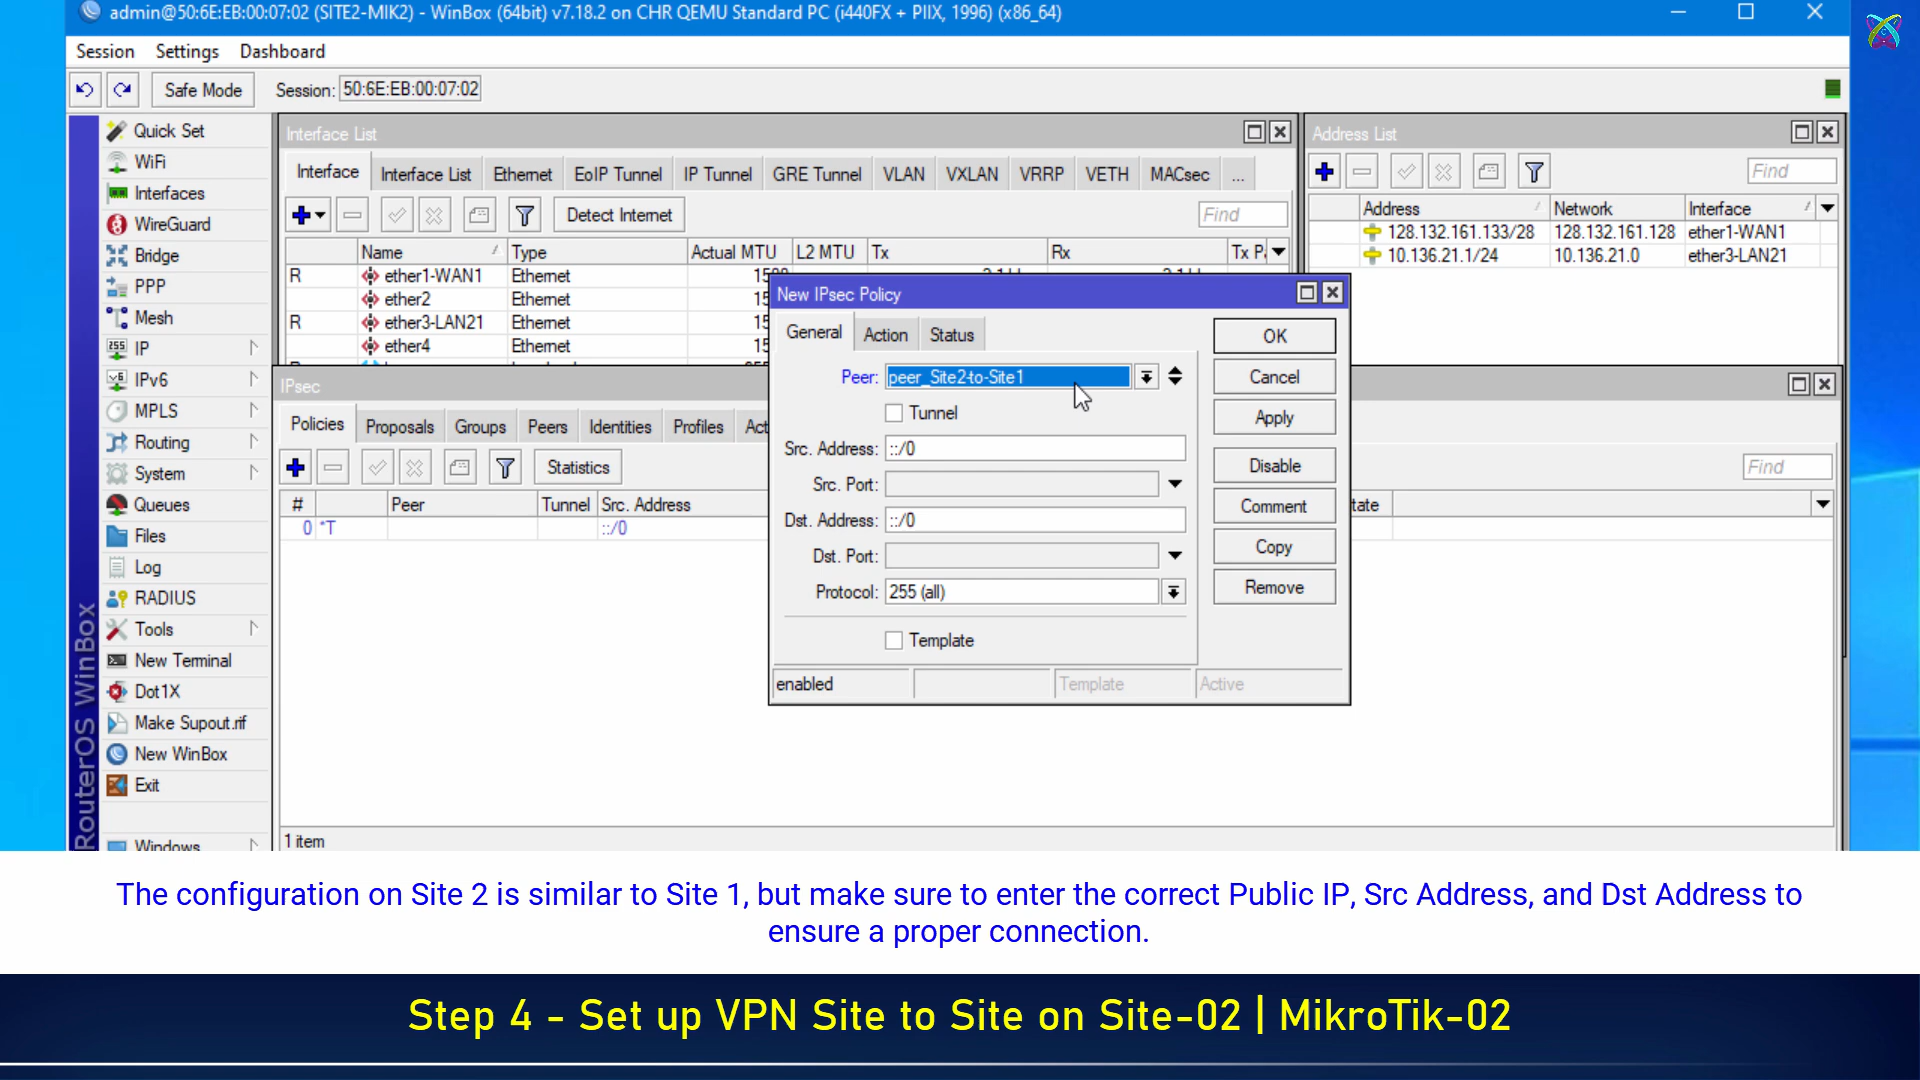 admin@50:6E:EB:00:07:02 (SITE2-MIK2) - WinBox (64bit) v7.18.2 on CHR QEMU Standard PC (i440FX + PIIX, 1996) (x86_64)
Session Settings Dashboard
Safe Mode Session: 50:6E:EB:00:07:02
RouterOS WinBox
Quick Set
WiFi
Interfaces
WireGuard
Bridge
PPP
Mesh
IP
IPv6
MPLS
Routing
System
Queues
Files
Log
RADIUS
Tools
New Terminal
Dot1X
Make Supout.rif
New WinBox
Exit
Windows
Interface List
Interface Interface List Ethernet EoIP Tunnel IP Tunnel GRE Tunnel VLAN VXLAN VRRP VETH MACsec ...
Detect Internet Find
Name Type Actual MTU L2 MTU Tx Rx
R ether1-WAN1 Ethernet
ether2 Ethernet
R ether3-LAN21 Ethernet
ether4 Ethernet
Address List
Find
Address Network Interface
128.132.161.133/28 128.132.161.128 ether1-WAN1
10.136.21.1/24 10.136.21.0 ether3-LAN21
IPsec
Policies Proposals Groups Peers Identities Profiles
Statistics Find
# Peer Tunnel Src. Address
0 *T ::/0
1 item
New IPsec Policy
General Action Status
Peer: peer_Site2-to-Site1
Tunnel
Src. Address: ::/0
Src. Port:
Dst. Address: ::/0
Dst. Port:
Protocol: 255 (all)
Template
OK
Cancel
Apply
Disable
Comment
Copy
Remove
enabled Template Active
The configuration on Site 2 is similar to Site 1, but make sure to enter the correct Public IP, Src Address, and Dst Address to
ensure a proper connection.
Step 4 - Set up VPN Site to Site on Site-02 | MikroTik-02